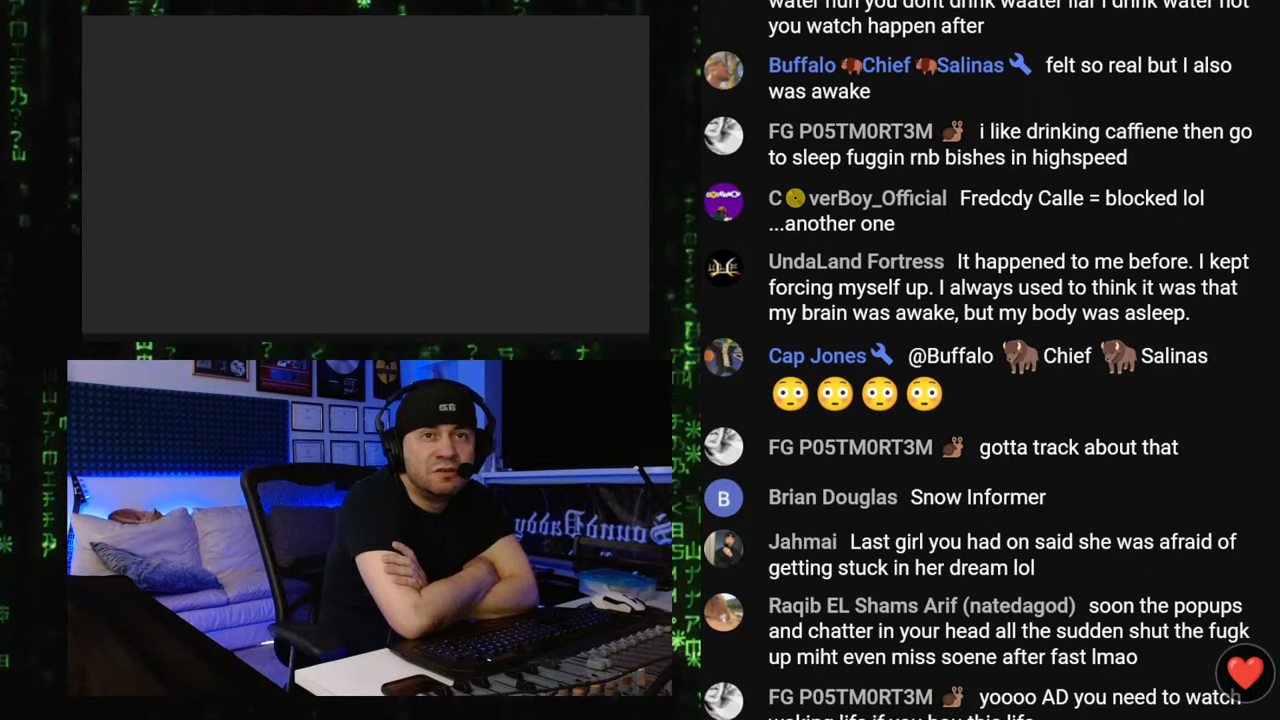 water huh you dont drink waater liar i drink water not
you watch happen after
Buffalo Chief Salinas felt so real but I also
was awake
FG P05TM0RT3M i like drinking caffiene then go
to sleep fuggin rnb bishes in highspeed
C verBoy_Official Fredcdy Calle = blocked lol
...another one
UndaLand Fortress It happened to me before. I kept
forcing myself up. I always used to think it was that
my brain was awake, but my body was asleep.
Cap Jones @Buffalo Chief Salinas
FG P05TM0RT3M gotta track about that
B Brian Douglas Snow Informer
Jahmai Last girl you had on said she was afraid of
getting stuck in her dream lol
Raqib EL Shams Arif (natedagod) soon the popups
and chatter in your head all the sudden shut the fugk
up miht even miss soene after fast lmao
FG P05TM0RT3M yoooo AD you need to watch
SoundDaddy